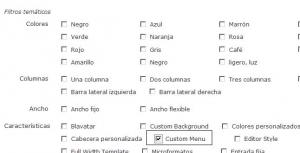 Filtros temáticos
Colores Negro Azul Marrón
Verde Naranja Rosa
Rojo Gris Café
Amarillo Negro ligero, luz
Columnas Una columna Dos columnas Tres columnas
Barra lateral izquierda Barra lateral derecha
Ancho Ancho fijo Ancho flexible
Características Blavatar Custom Background Colores personalizados
Cabecera personalizada Custom Menu Editor Style
Full Width Template Microformatos Entrada fija